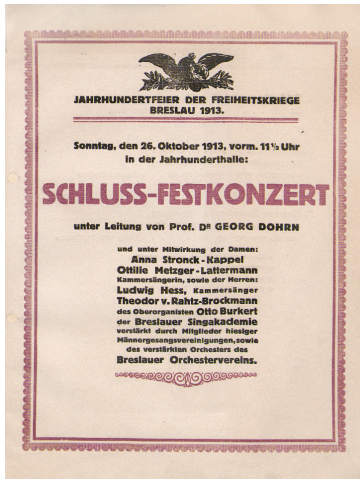 JAHRHUNDERTFEIER DER FREIHEITSKRIEGE
BRESLAU 1913.
Sonntag, den 26. Oktober 1913, vorm. 11½ Uhr
in der Jahrhunderthalle:
SCHLUSS-FESTKONZERT
unter Leitung von Prof. DR GEORG DOHRN
und unter Mitwirkung der Damen:
Anna Stronck-Kappel
Ottilie Metzger-Lattermann
Kammersängerin, sowie der Herren:
Ludwig Hess, Kammersänger
Theodor v. Rahtz-Brockmann
des Oberorganisten Otto Burkert
der Breslauer Singakademie
verstärkt durch Mitglieder hiesiger
Männergesangsvereinigungen, sowie
des verstärkten Orchesters des
Breslauer Orchestervereins.